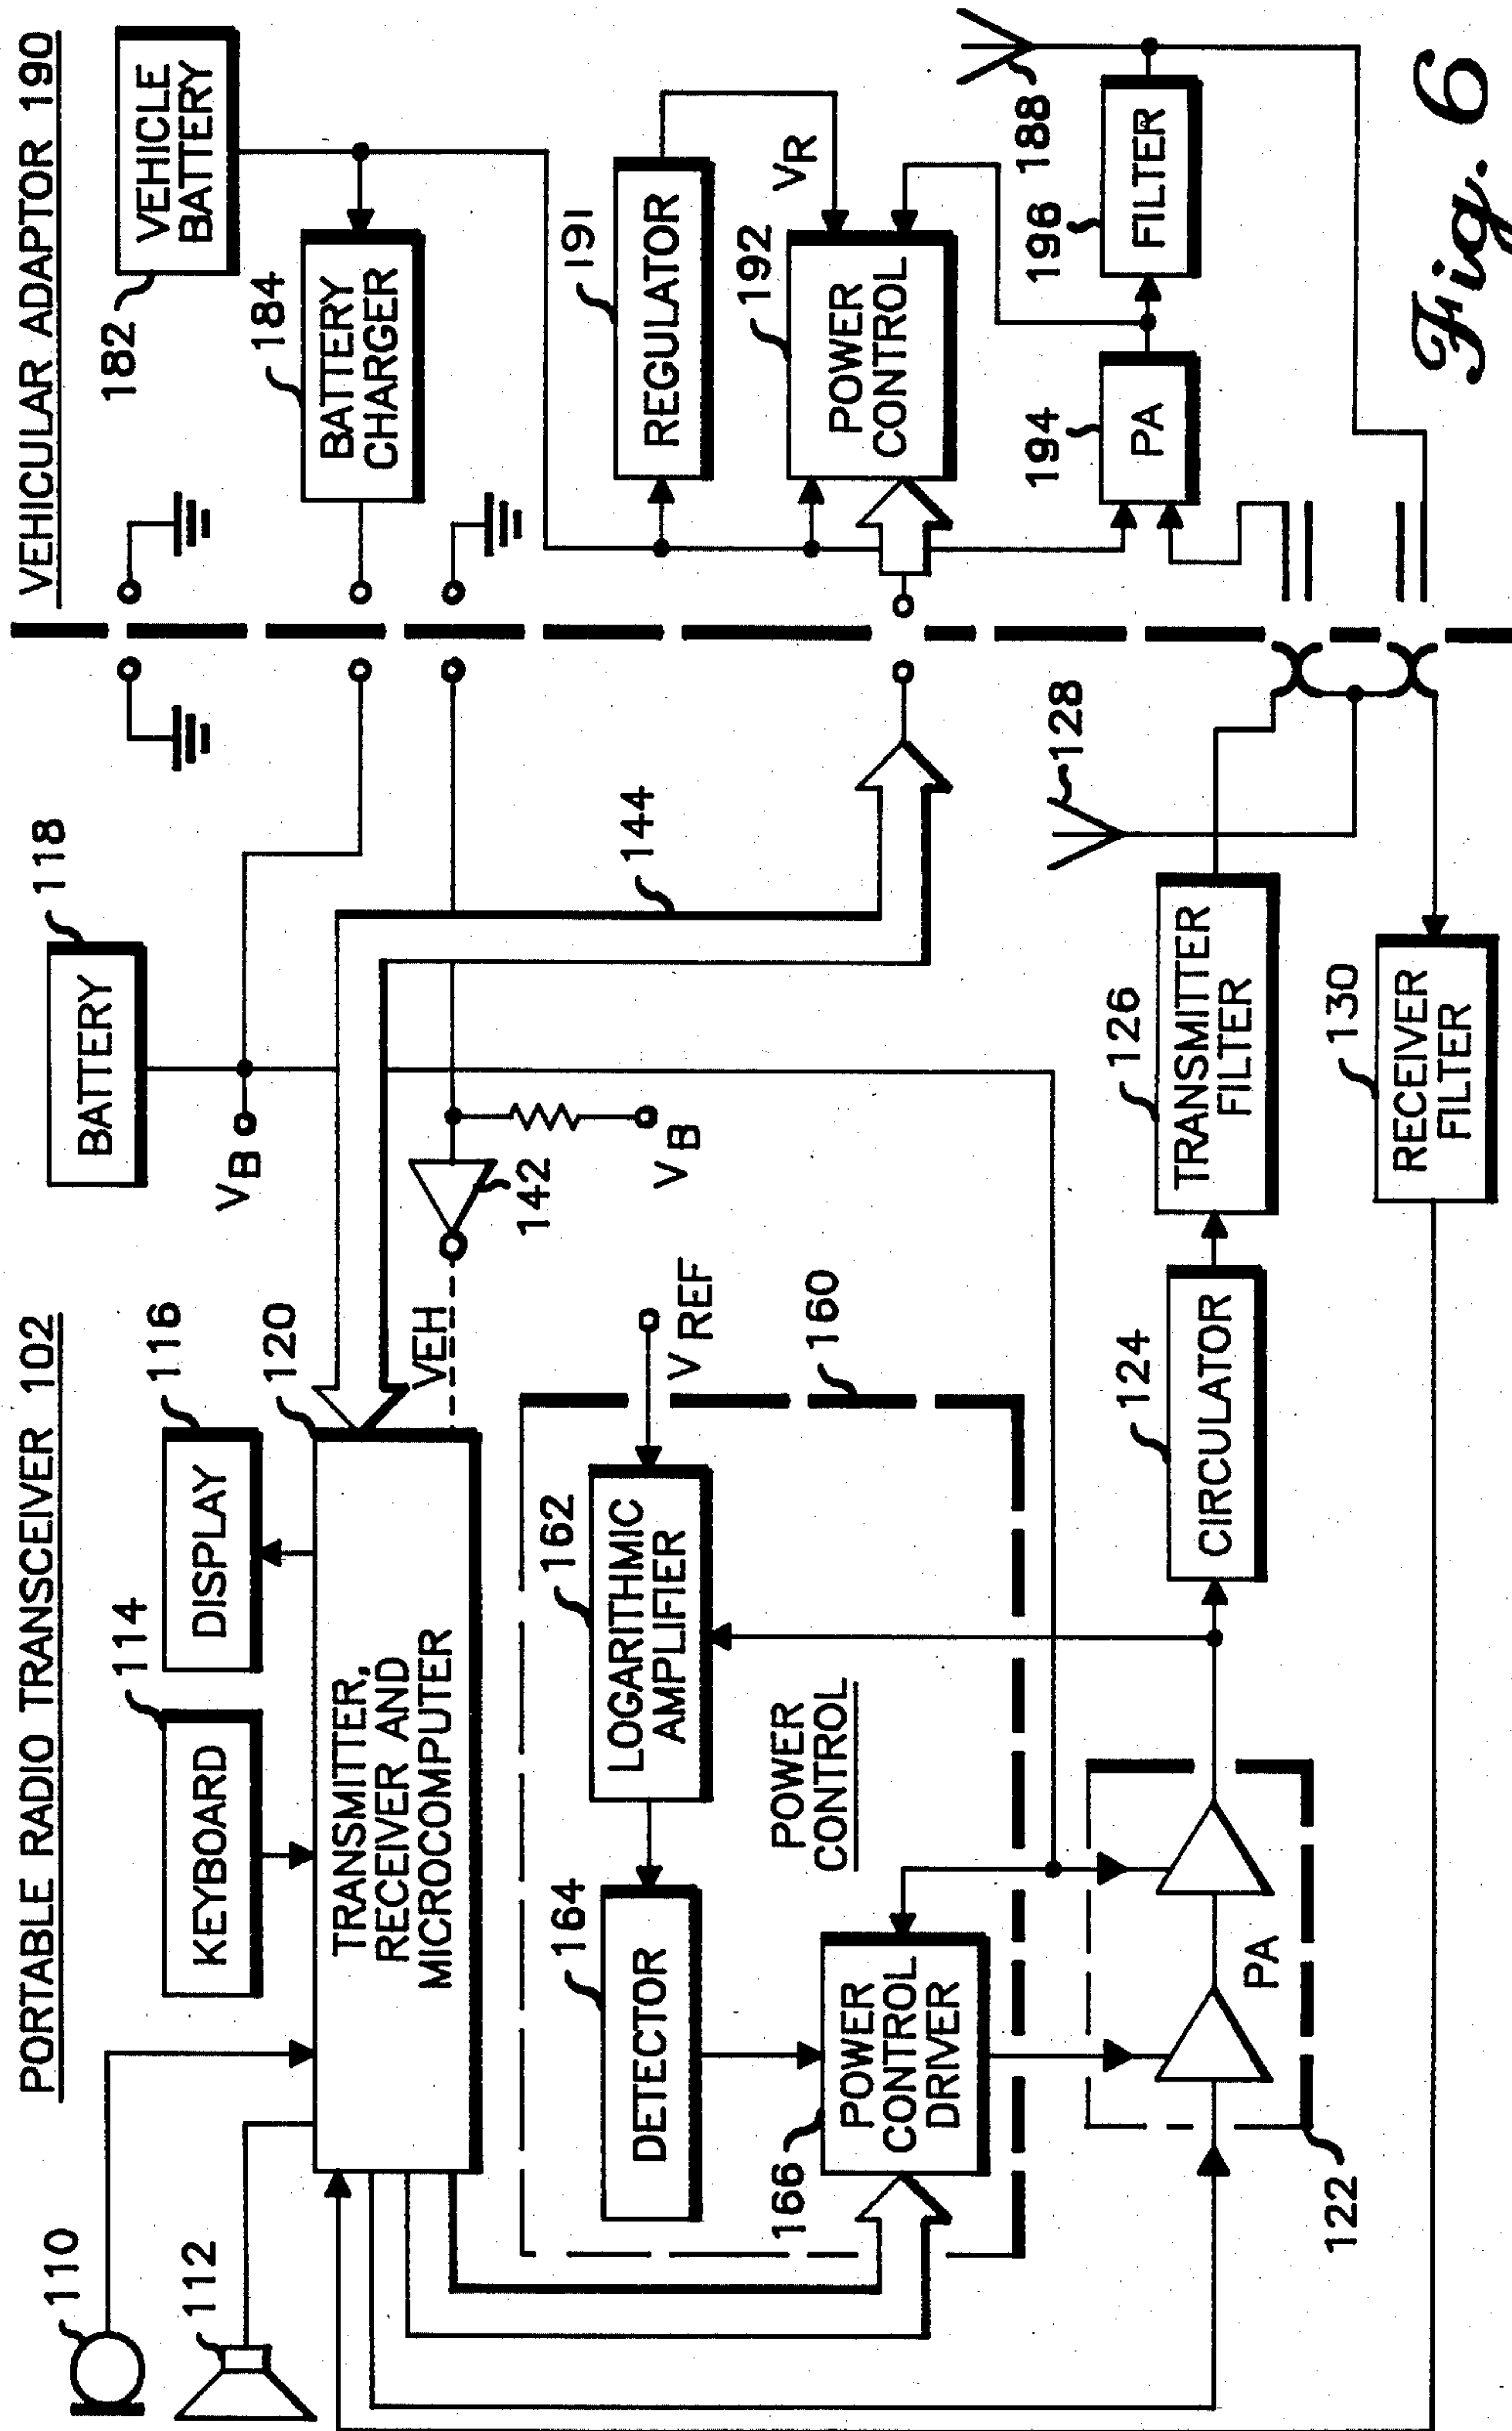 PORTABLE RADIO TRANSCEIVER 102
VEHICULAR ADAPTOR 190
110
112
114
KEYBOARD
116
DISPLAY
118
BATTERY
VB
182
VEHICLE
BATTERY
184
BATTERY
CHARGER
120
TRANSMITTER,
RECEIVER AND
MICROCOMPUTER
VEH
142
VB
144
191
REGULATOR
VR
192
POWER
CONTROL
160
VREF
162
LOGARITHMIC
AMPLIFIER
164
DETECTOR
POWER
CONTROL
166
POWER
CONTROL
DRIVER
122
PA
124
CIRCULATOR
126
TRANSMITTER
FILTER
128
130
RECEIVER
FILTER
194
PA
196
FILTER
188
Fig. 6